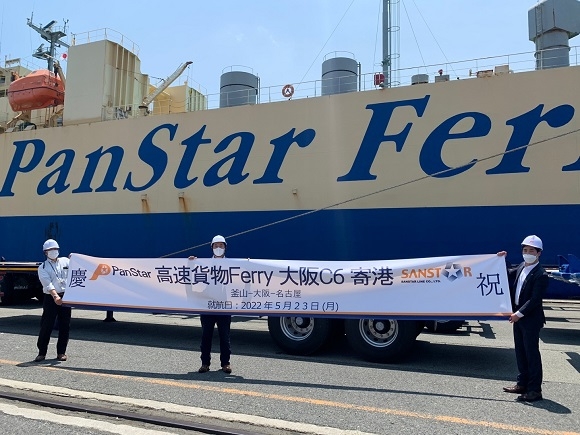 PanStar Ferr
慶 PanStar 高速貨物Ferry 大阪C6 寄港 SANSTAR 祝
SANSTAR LINE CO., LTD.
釜山−大阪−名古屋
就航日：2022年5月23日(月)